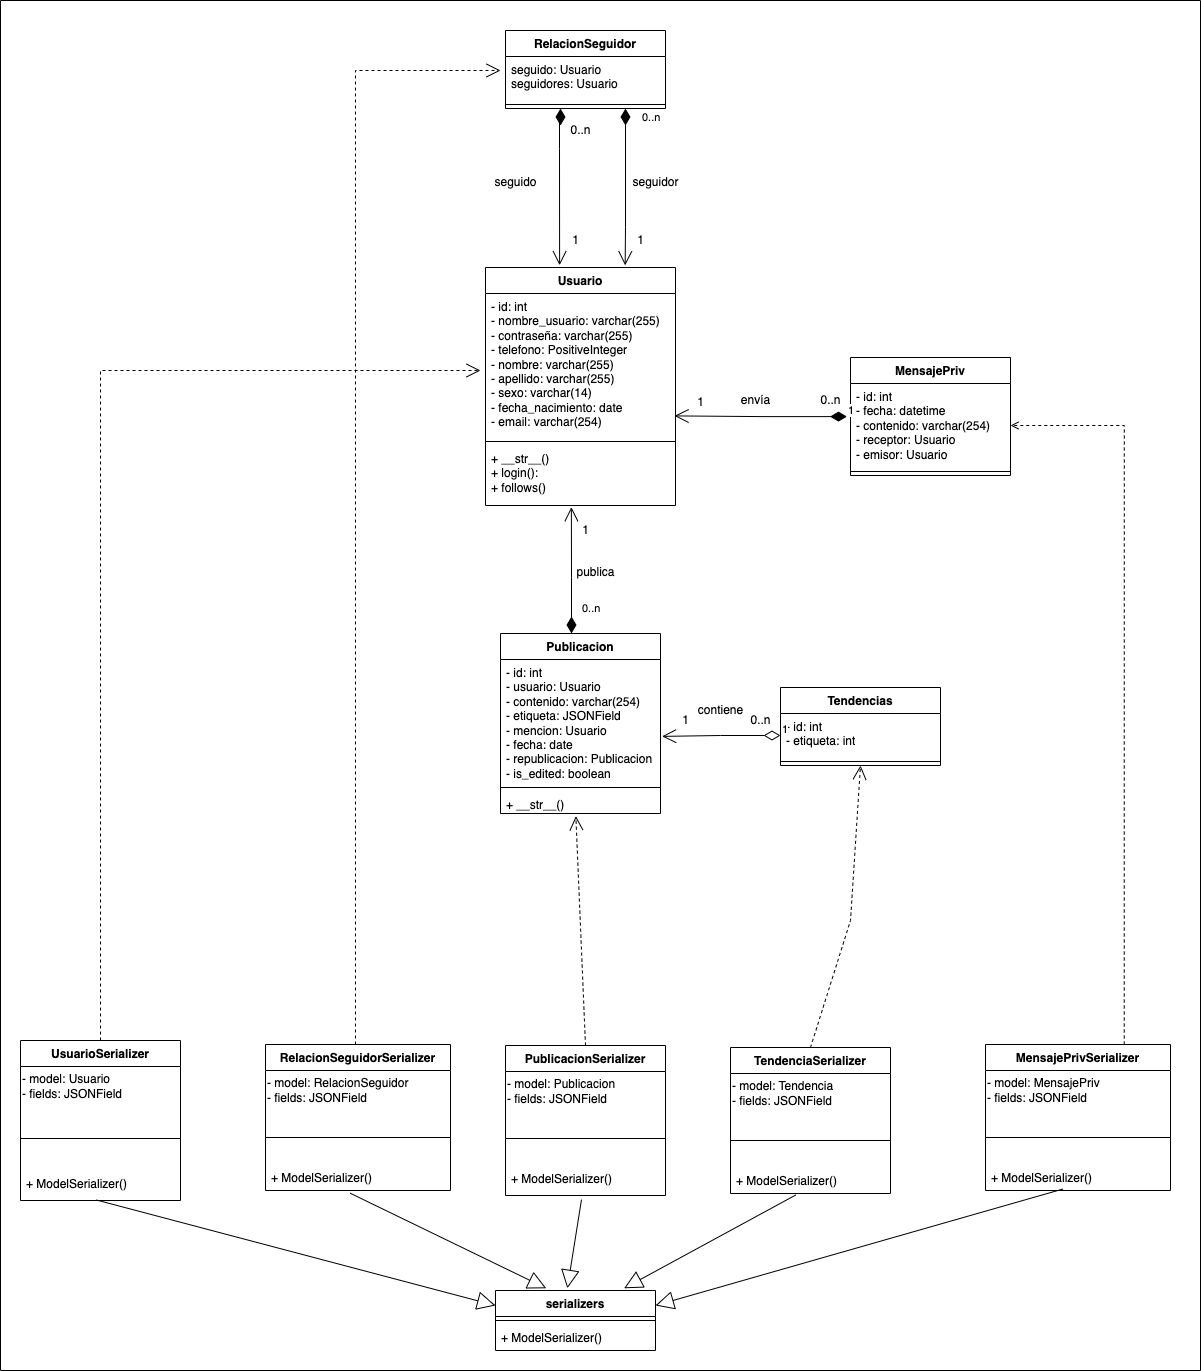 RelacionSeguidor
seguido: Usuario
seguidores: Usuario
0..n
0..n
seguido
seguidor
1
1
Usuario
- id: int
- nombre_usuario: varchar(255)
- contraseña: varchar(255)
- telefono: PositiveInteger
- nombre: varchar(255)
- apellido: varchar(255)
- sexo: varchar(14)
- fecha_nacimiento: date
- email: varchar(254)
+ __str__()
+ login():
+ follows()
1
envía
0..n
1
MensajePriv
- id: int
- fecha: datetime
- contenido: varchar(254)
- receptor: Usuario
- emisor: Usuario
1
publica
0..n
Publicacion
- id: int
- usuario: Usuario
- contenido: varchar(254)
- etiqueta: JSONField
- mencion: Usuario
- fecha: date
- republicacion: Publicacion
- is_edited: boolean
+ __str__()
contiene
1
0..n
1
Tendencias
- id: int
- etiqueta: int
UsuarioSerializer
- model: Usuario
- fields: JSONField
+ ModelSerializer()
RelacionSeguidorSerializer
- model: RelacionSeguidor
- fields: JSONField
+ ModelSerializer()
PublicacionSerializer
- model: Publicacion
- fields: JSONField
+ ModelSerializer()
TendenciaSerializer
- model: Tendencia
- fields: JSONField
+ ModelSerializer()
MensajePrivSerializer
- model: MensajePriv
- fields: JSONField
+ ModelSerializer()
serializers
+ ModelSerializer()